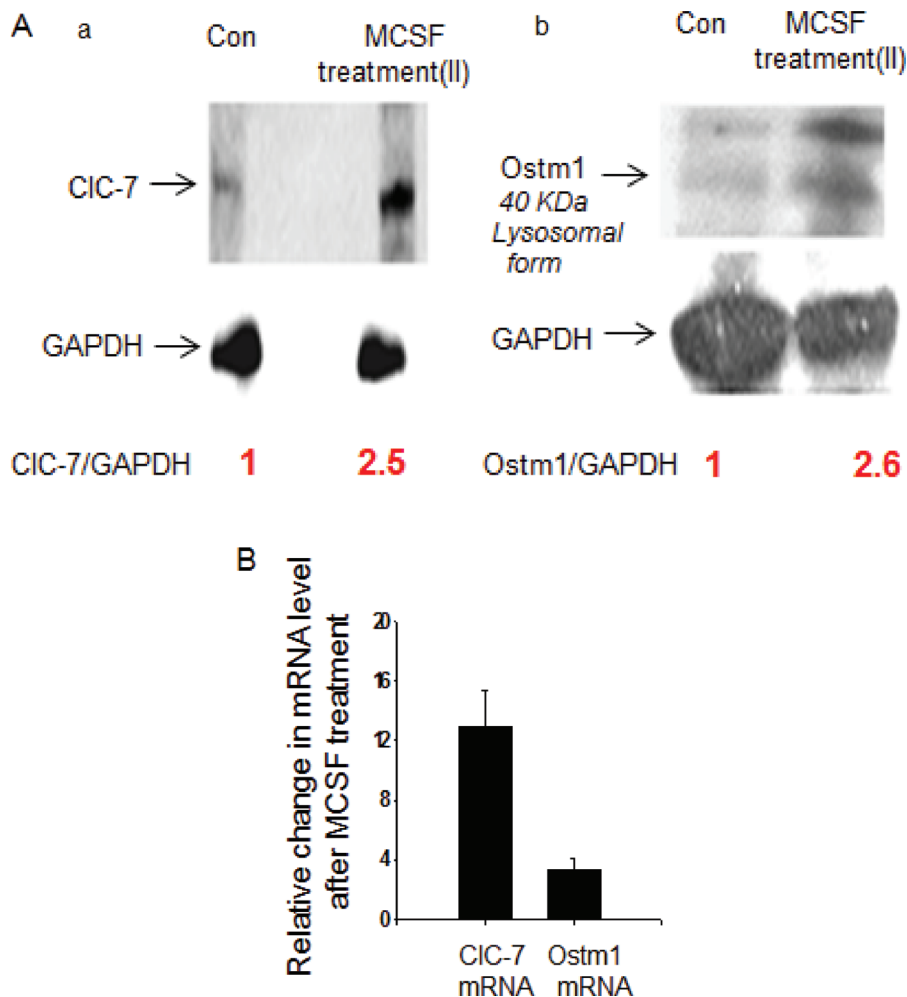 A
a
Con
MCSF
treatment(II)
ClC-7
GAPDH
ClC-7/GAPDH
1
2.5
b
Con
MCSF
treatment(II)
Ostm1
40 KDa
Lysosomal
form
GAPDH
Ostm1/GAPDH
1
2.6
B
Relative change in mRNA level
after MCSF treatment
20
16
12
8
4
0
ClC-7
mRNA
Ostm1
mRNA